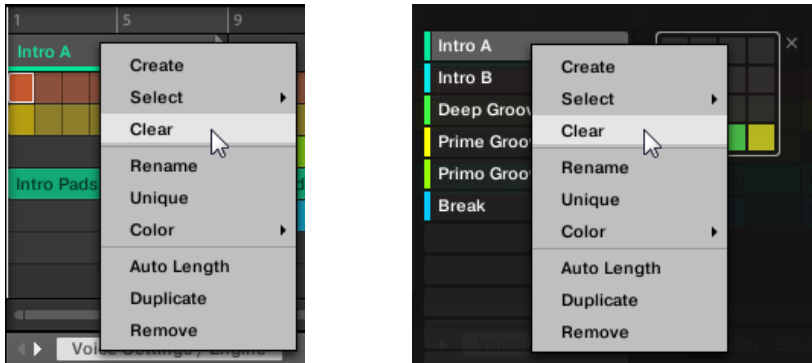 1 5 9
Intro A
Create
Select
Clear
Rename
Intro Pads
Unique
Color
Auto Length
Duplicate
Remove
Intro A
Intro B
Deep Groov
Prime Groo
Primo Groo
Break
Create
Select
Clear
Rename
Unique
Color
Auto Length
Duplicate
Remove